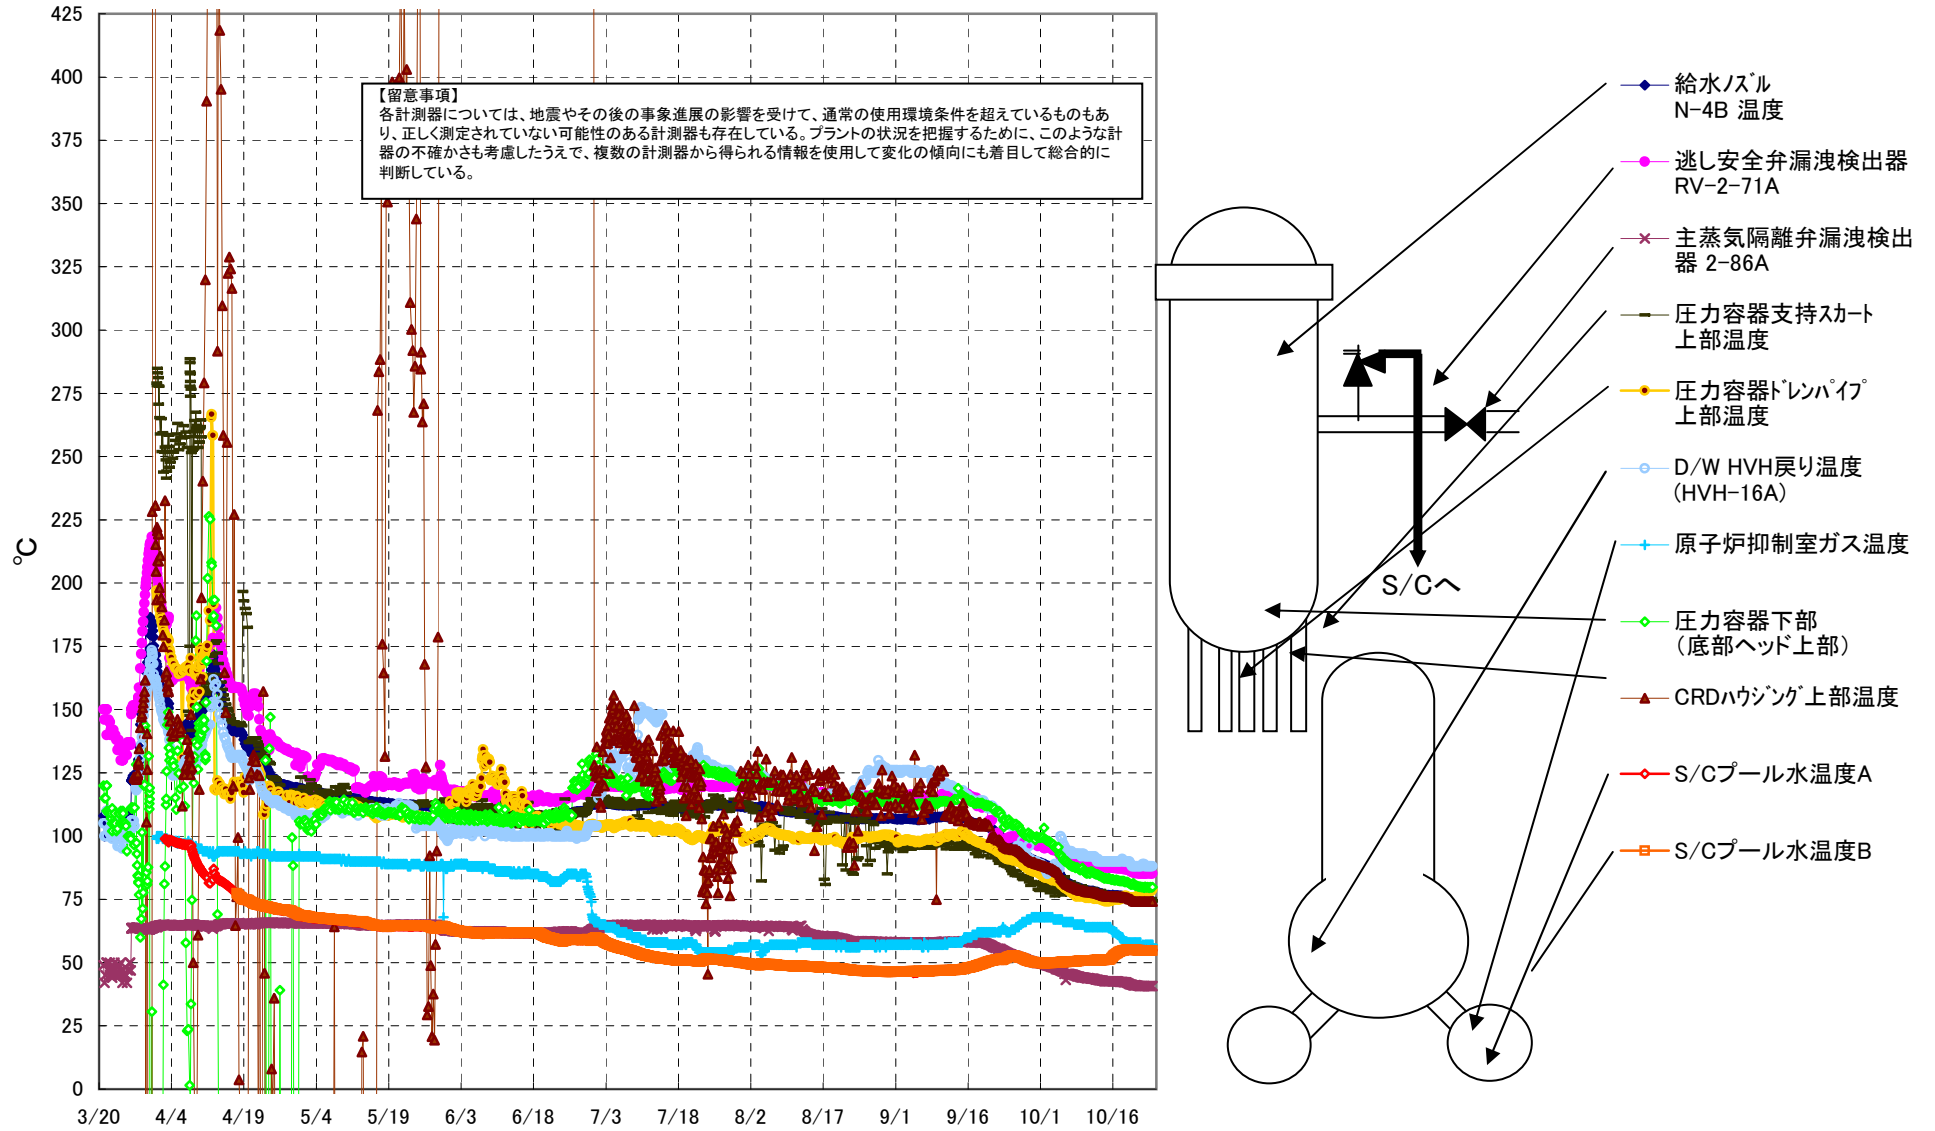 425
400
375
350
325
300
275
250
225
200
175
150
125
100
75
50
25
0
℃
3/20
4/4
4/19
5/4
5/19
6/3
6/18
7/3
7/18
8/2
8/17
9/1
9/16
10/1
10/16
【留意事項】
各計測器については、地震やその後の事象進展の影響を受けて、通常の使用環境条件を超えているものもあ
り、正しく測定されていない可能性のある計測器も存在している。プラントの状況を把握するために、このような計
器の不確かさも考慮したうえで、複数の計測器から得られる情報を使用して変化の傾向にも着目して総合的に
判断している。
S/Cへ
給水ノズル
N-4B 温度
逃し安全弁漏洩検出器
RV-2-71A
主蒸気隔離弁漏洩検出
器 2-86A
圧力容器支持スカート
上部温度
圧力容器ドレンパイプ
上部温度
D/W HVH戻り温度
(HVH-16A)
原子炉抑制室ガス温度
圧力容器下部
(底部ヘッド上部)
CRDハウジング上部温度
S/Cプール水温度A
S/Cプール水温度B